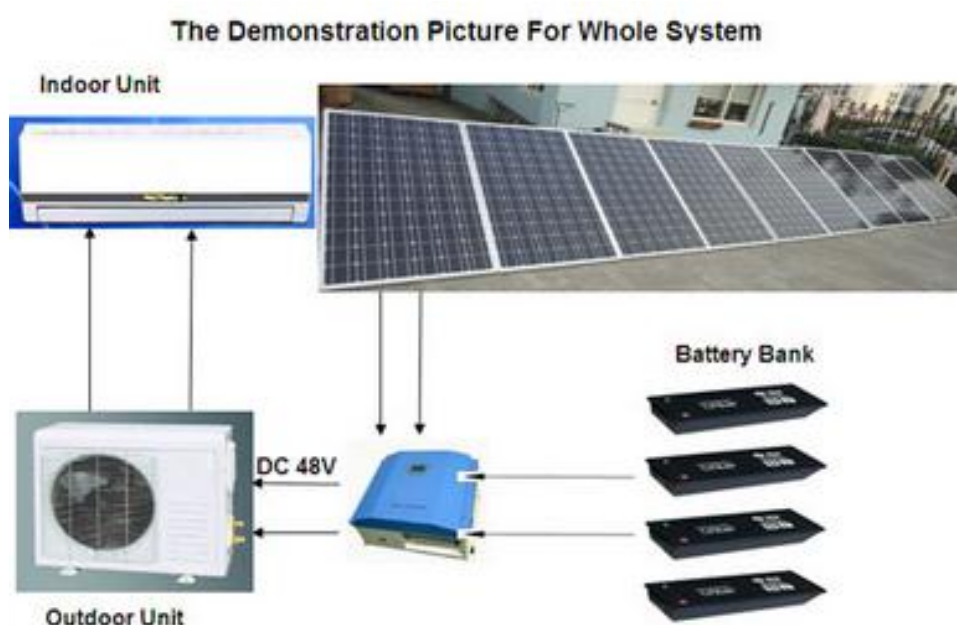 The Demonstration Picture For Whole System
Indoor Unit
Battery Bank
DC 48V
Outdoor Unit